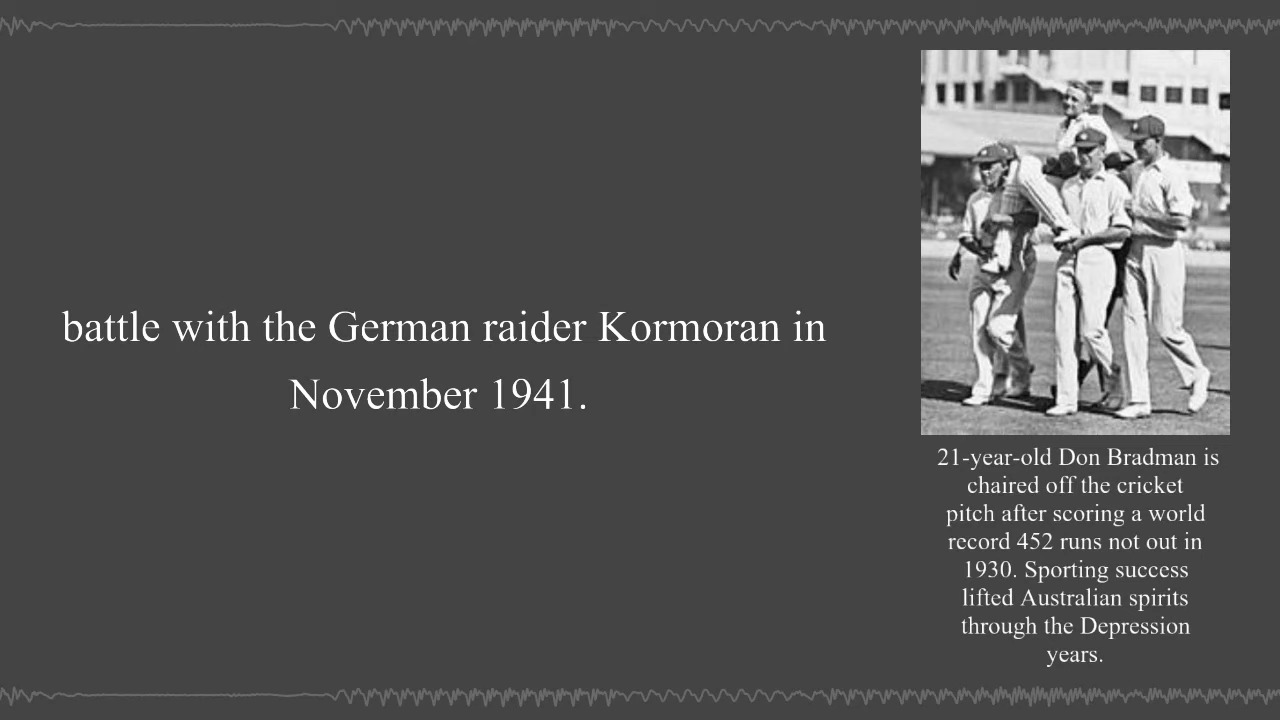 battle with the German raider Kormoran in
November 1941.
21-year-old Don Bradman is
chaired off the cricket
pitch after scoring a world
record 452 runs not out in
1930. Sporting success
lifted Australian spirits
through the Depression
years.